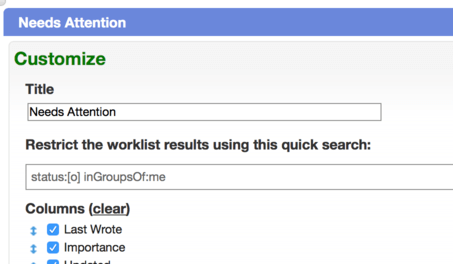 Needs Attention
Customize
Title
Needs Attention
Restrict the worklist results using this quick search:
status:[o] inGroupsOf:me
Columns (clear)
Last Wrote
Importance
Updated